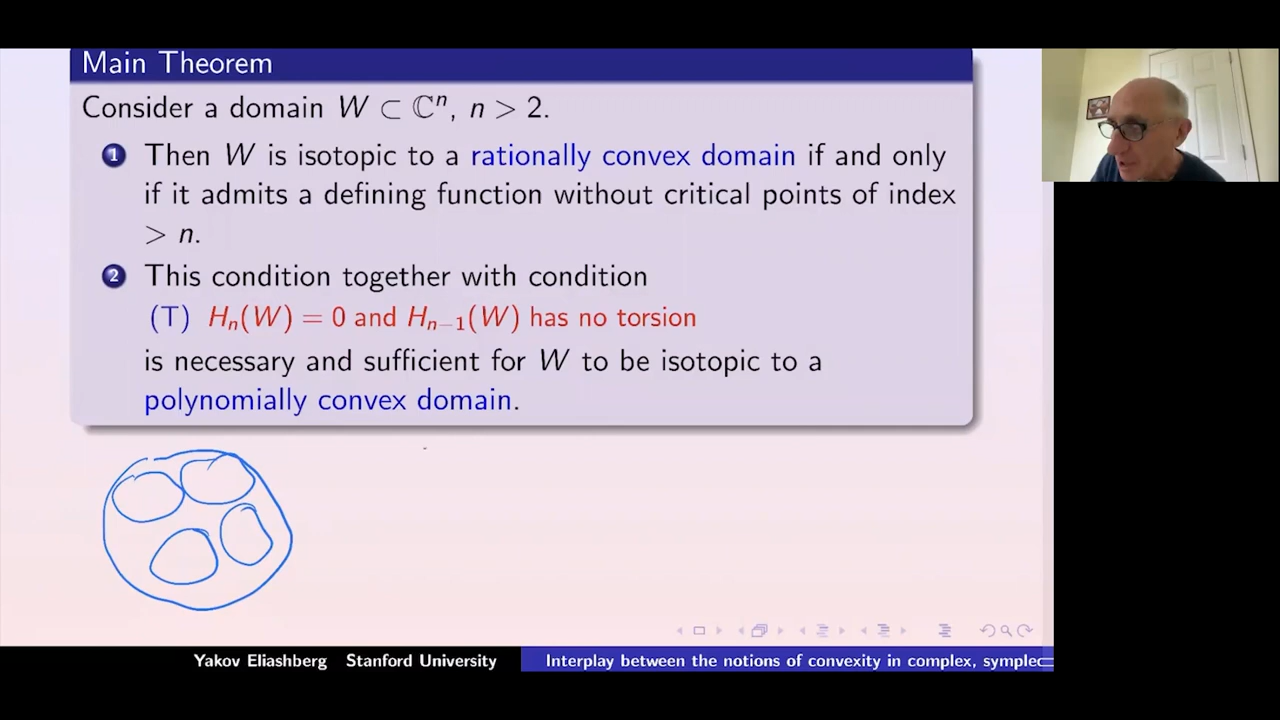 Main Theorem
Consider a domain W ⊂ ℂⁿ, n > 2.
1 Then W is isotopic to a rationally convex domain if and only
if it admits a defining function without critical points of index
> n.
2 This condition together with condition
(T) Hₙ(W) = 0 and Hₙ₋₁(W) has no torsion
is necessary and sufficient for W to be isotopic to a
polynomially convex domain.
Yakov Eliashberg Stanford University Interplay between the notions of convexity in complex, symplec